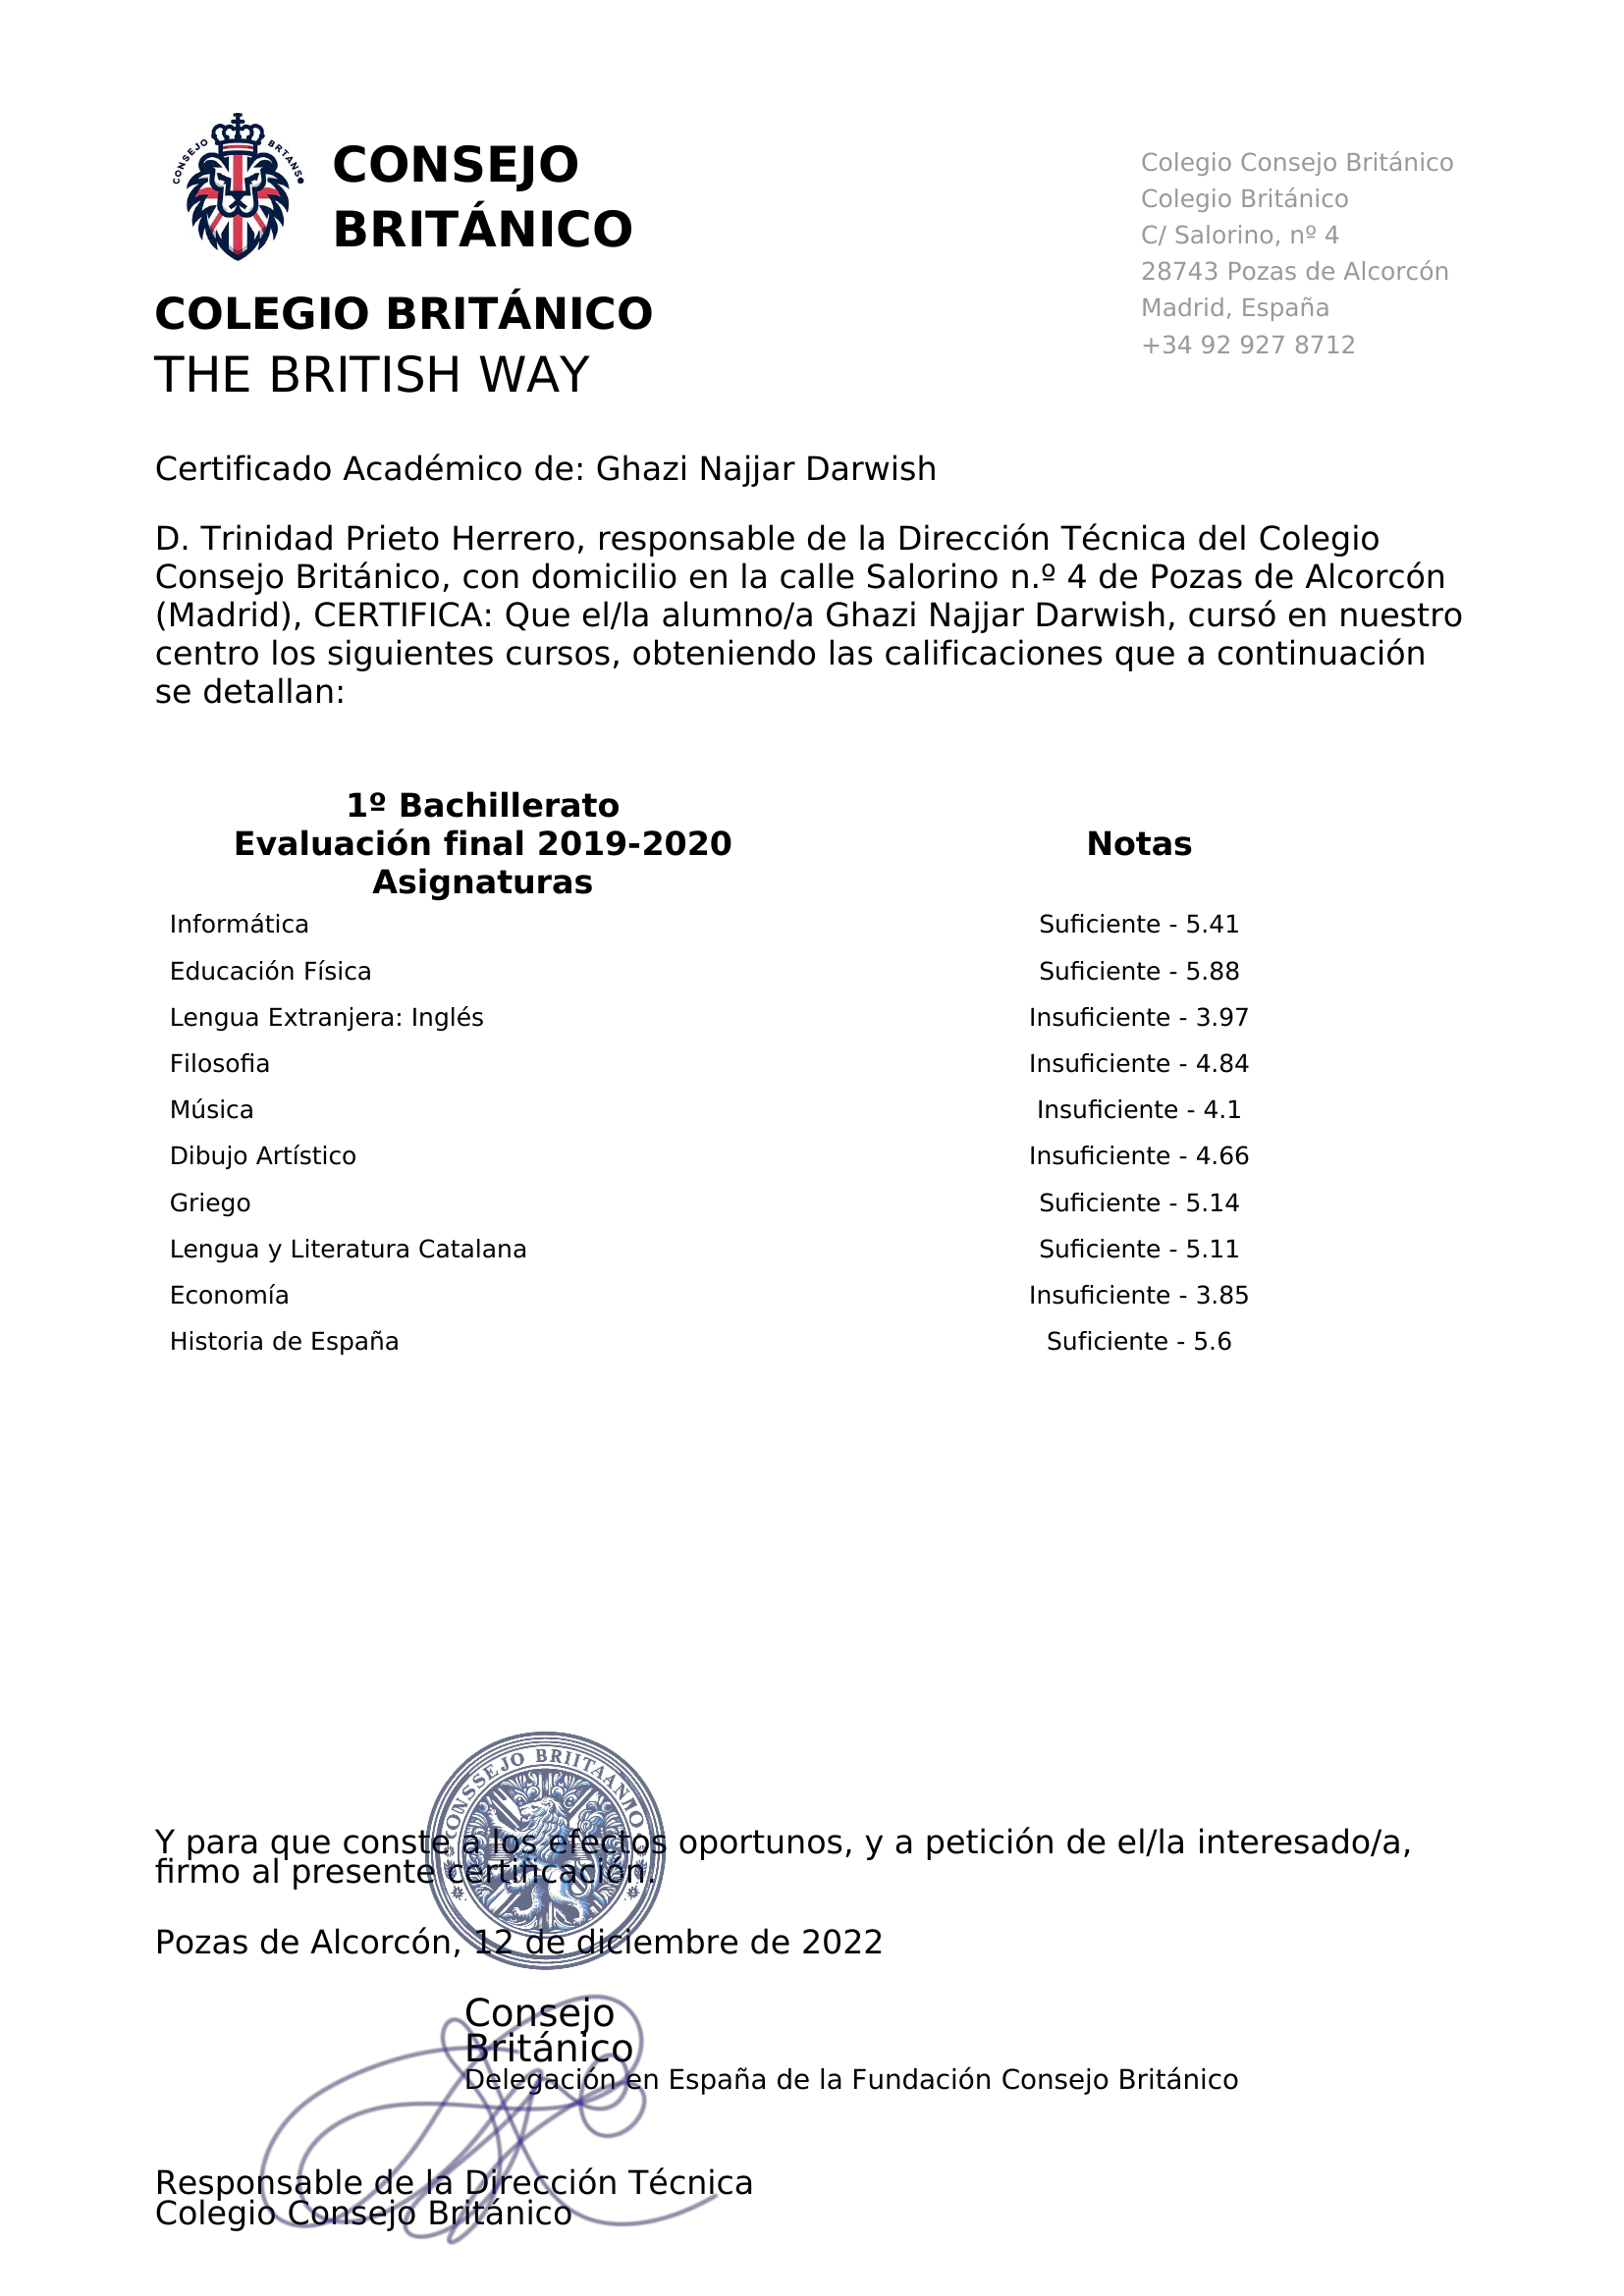 CONSEJO BRTANS
CONSEJO
BRITÁNICO
COLEGIO BRITÁNICO
THE BRITISH WAY
Colegio Consejo Británico
Colegio Británico
C/ Salorino, nº 4
28743 Pozas de Alcorcón
Madrid, España
+34 92 927 8712
Certificado Académico de: Ghazi Najjar Darwish
D. Trinidad Prieto Herrero, responsable de la Dirección Técnica del Colegio
Consejo Británico, con domicilio en la calle Salorino n.º 4 de Pozas de Alcorcón
(Madrid), CERTIFICA: Que el/la alumno/a Ghazi Najjar Darwish, cursó en nuestro
centro los siguientes cursos, obteniendo las calificaciones que a continuación
se detallan:
1º Bachillerato
Evaluación final 2019-2020
Asignaturas
Notas
Informática Suficiente - 5.41
Educación Física Suficiente - 5.88
Lengua Extranjera: Inglés Insuficiente - 3.97
Filosofia Insuficiente - 4.84
Música Insuficiente - 4.1
Dibujo Artístico Insuficiente - 4.66
Griego Suficiente - 5.14
Lengua y Literatura Catalana Suficiente - 5.11
Economía Insuficiente - 3.85
Historia de España Suficiente - 5.6
CONSSEJO BRIITAANNO
Y para que conste a los efectos oportunos, y a petición de el/la interesado/a,
firmo al presente certificación.
Pozas de Alcorcón, 12 de diciembre de 2022
Consejo
Británico
Delegación en España de la Fundación Consejo Británico
Responsable de la Dirección Técnica
Colegio Consejo Británico